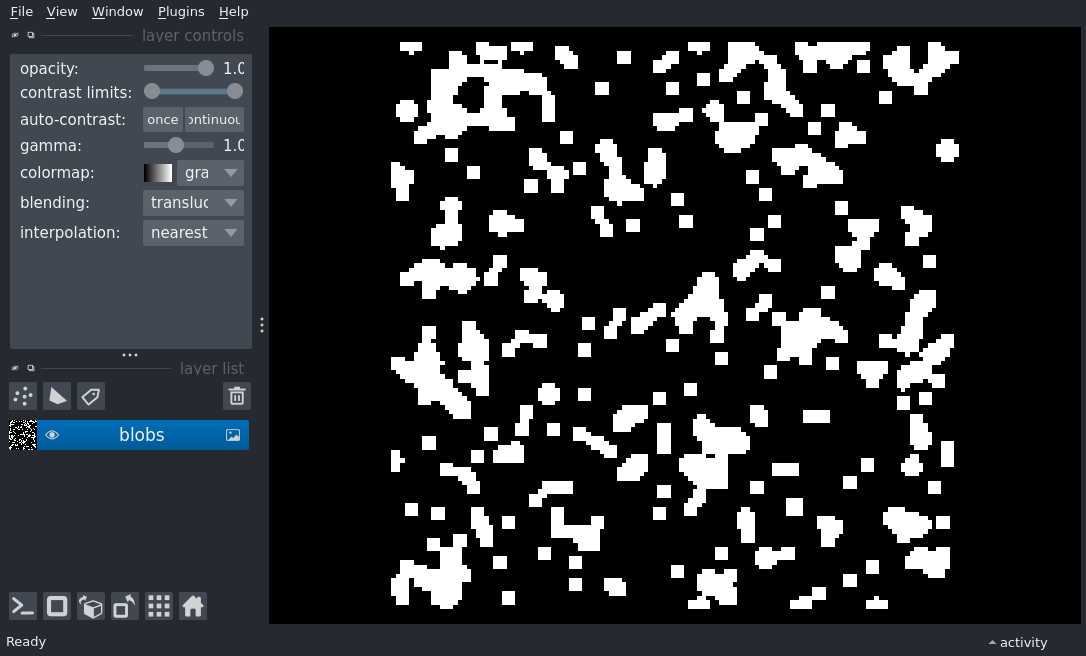 File View Window Plugins Help
layer controls
opacity: 1.0
contrast limits:
auto-contrast: once ontinuou
gamma: 1.0
colormap: gra
blending: transluc
interpolation: nearest
layer list
blobs
Ready
activity